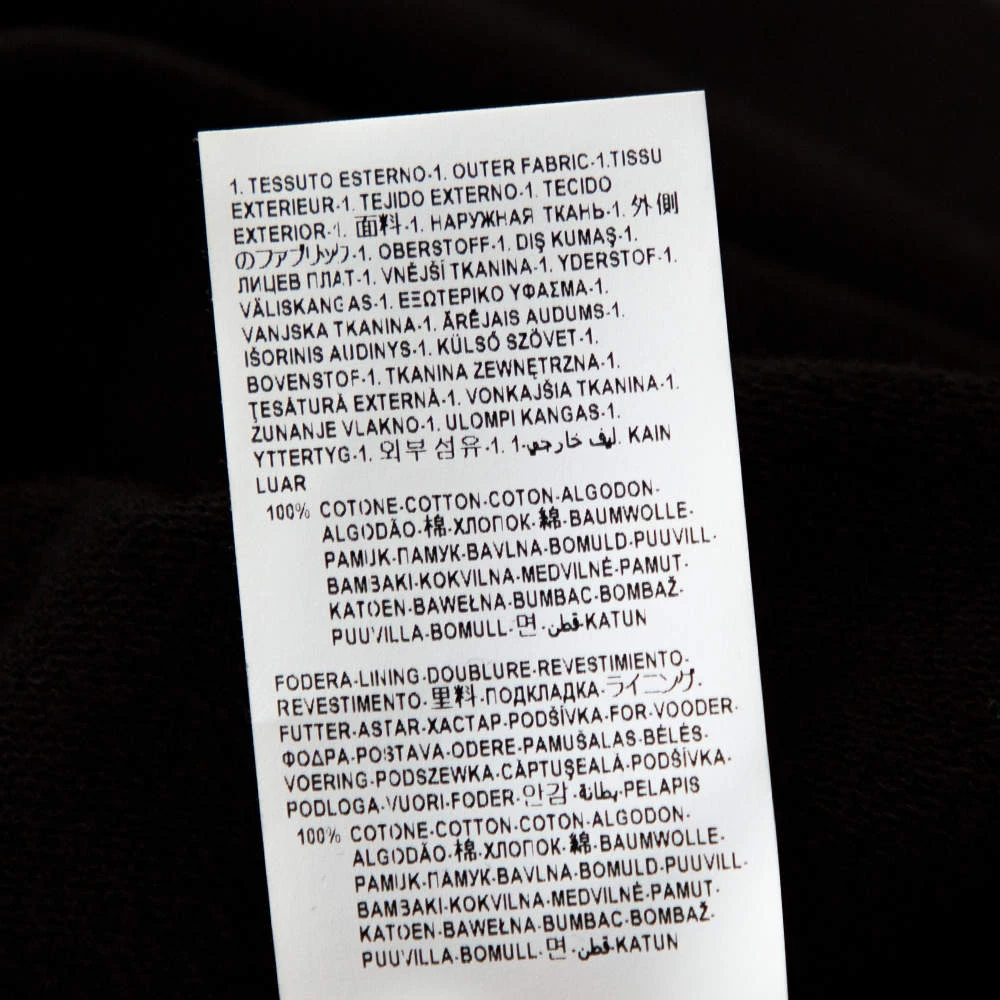 1. TESSUTO ESTERNO-1. OUTER FABRIC-1.TISSU
EXTERIEUR-1. TEJIDO EXTERNO-1. TECIDO
EXTERIOR-1. 面料-1. НАРУЖНАЯ ТКАНЬ-1. 外側
のファブリック-1. OBERSTOFF-1. DIŞ KUMAŞ-1.
ЛИЦЕВ ПЛАТ-1. VNĚJŠÍ TKANINA-1. YDERSTOF-1.
VÄLISKANGAS-1. ΕΞΩΤΕΡΙΚΟ ΥΦΑΣΜΑ-1.
VANJSKA TKANINA-1. ĀRĒJAIS AUDUMS-1.
IŠORINIS AUDINYS-1. KÜLSŐ SZÖVET-1.
BOVENSTOF-1. TKANINA ZEWNĘTRZNA-1.
ŢESĂTURĂ EXTERNĂ-1. VONKAJŠIA TKANINA-1.
ZUNANJE VLAKNO-1. ULOMPI KANGAS-1.
YTTERTYG-1. 외부 섬유-1. 1-ليف خارجي. KAIN
LUAR
100% COTONE-COTTON-COTON-ALGODON-
ALGODÃO-棉-ХЛОПОК-綿-BAUMWOLLE-
PAMUK-ПАМУК-BAVLNA-BOMULD-PUUVILL-
BAMBAKI-KOKVILNA-MEDVILNĖ-PAMUT-
KATOEN-BAWEŁNA-BUMBAC-BOMBAŽ-
PUUVILLA-BOMULL-면-قطن-KATUN
FODERA-LINING-DOUBLURE-REVESTIMIENTO-
REVESTIMENTO-里料-ПОДКЛАДКА-ライニング-
FUTTER-ASTAR-ХАСТАР-PODŠÍVKA-FOR-VOODER-
ΦΟΔΡΑ-POSTAVA-ODERE-PAMUŠALAS-BÉLÉS-
VOERING-PODSZEWKA-CĂPTUŞEALĂ-PODŠÍVKA-
PODLOGA-VUORI-FODER-안감-بطانة-PELAPIS
100% COTONE-COTTON-COTON-ALGODON-
ALGODÃO-棉-ХЛОПОК-綿-BAUMWOLLE-
PAMUK-ПАМУК-BAVLNA-BOMULD-PUUVILL-
BAMBAKI-KOKVILNA-MEDVILNĖ-PAMUT-
KATOEN-BAWEŁNA-BUMBAC-BOMBAŽ-
PUUVILLA-BOMULL-면-قطن-KATUN